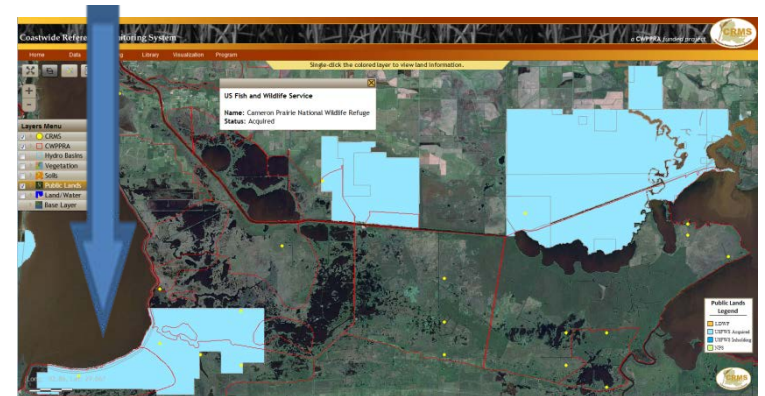 Coastwide Refere
toring System
a CWPPRA funded project
CRMS
Home Data Library Visualization Program
Single-click the colored layer to view land information.
US Fish and Wildlife Service
Name: Cameron Prairie National Wildlife Refuge
Status: Acquired
Layers Menu
CRMS
CWPPRA
Hydro Basins
Vegetation
Soils
Public Lands
Land/Water
Base Layer
Public Lands
Legend
LDWF
USFWS Acquired
USFWS Inholding
NPS
CRMS